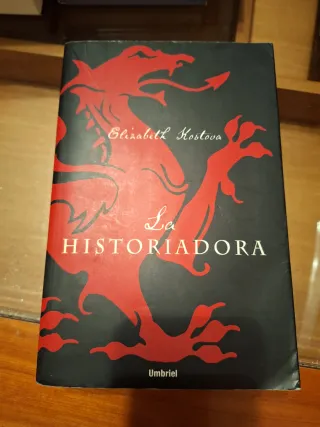 Elizabeth Kostova
La
HISTORIADORA
Umbriel